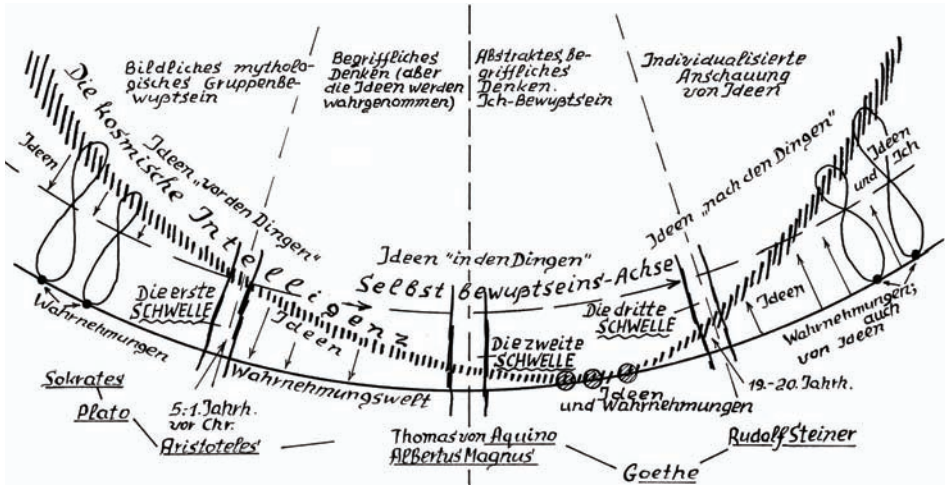 Bildliches mytholo-
gisches Gruppenbe-
wußtsein
Begriffliches
Denken (aber
die Ideen werden
wahrgenommen)
Abstraktes, be-
griffliches
Denken.
Ich-Bewußtsein
Individualisierte
Anschauung
von Ideen
Die kosmische Intelligenz
Ideen
Ideen „vor den Dingen"
Ideen „in den Dingen"
Ideen „nach den Dingen"
Selbstbewußtseins-Achse
Ideen
und Ich
Die erste
SCHWELLE
Ideen
Die zweite
SCHWELLE
Die dritte
SCHWELLE
Ideen
Wahrnehmungen
Wahrnehmungswelt
Ideen
und Wahrnehmungen
Wahrnehmungen;
auch
von Ideen
19.-20. Jahrh.
5:1. Jahrh.
vor Chr.
Sokrates
Plato
Aristoteles
Thomas von Aquino
Albertus Magnus
Goethe
Rudolf Steiner